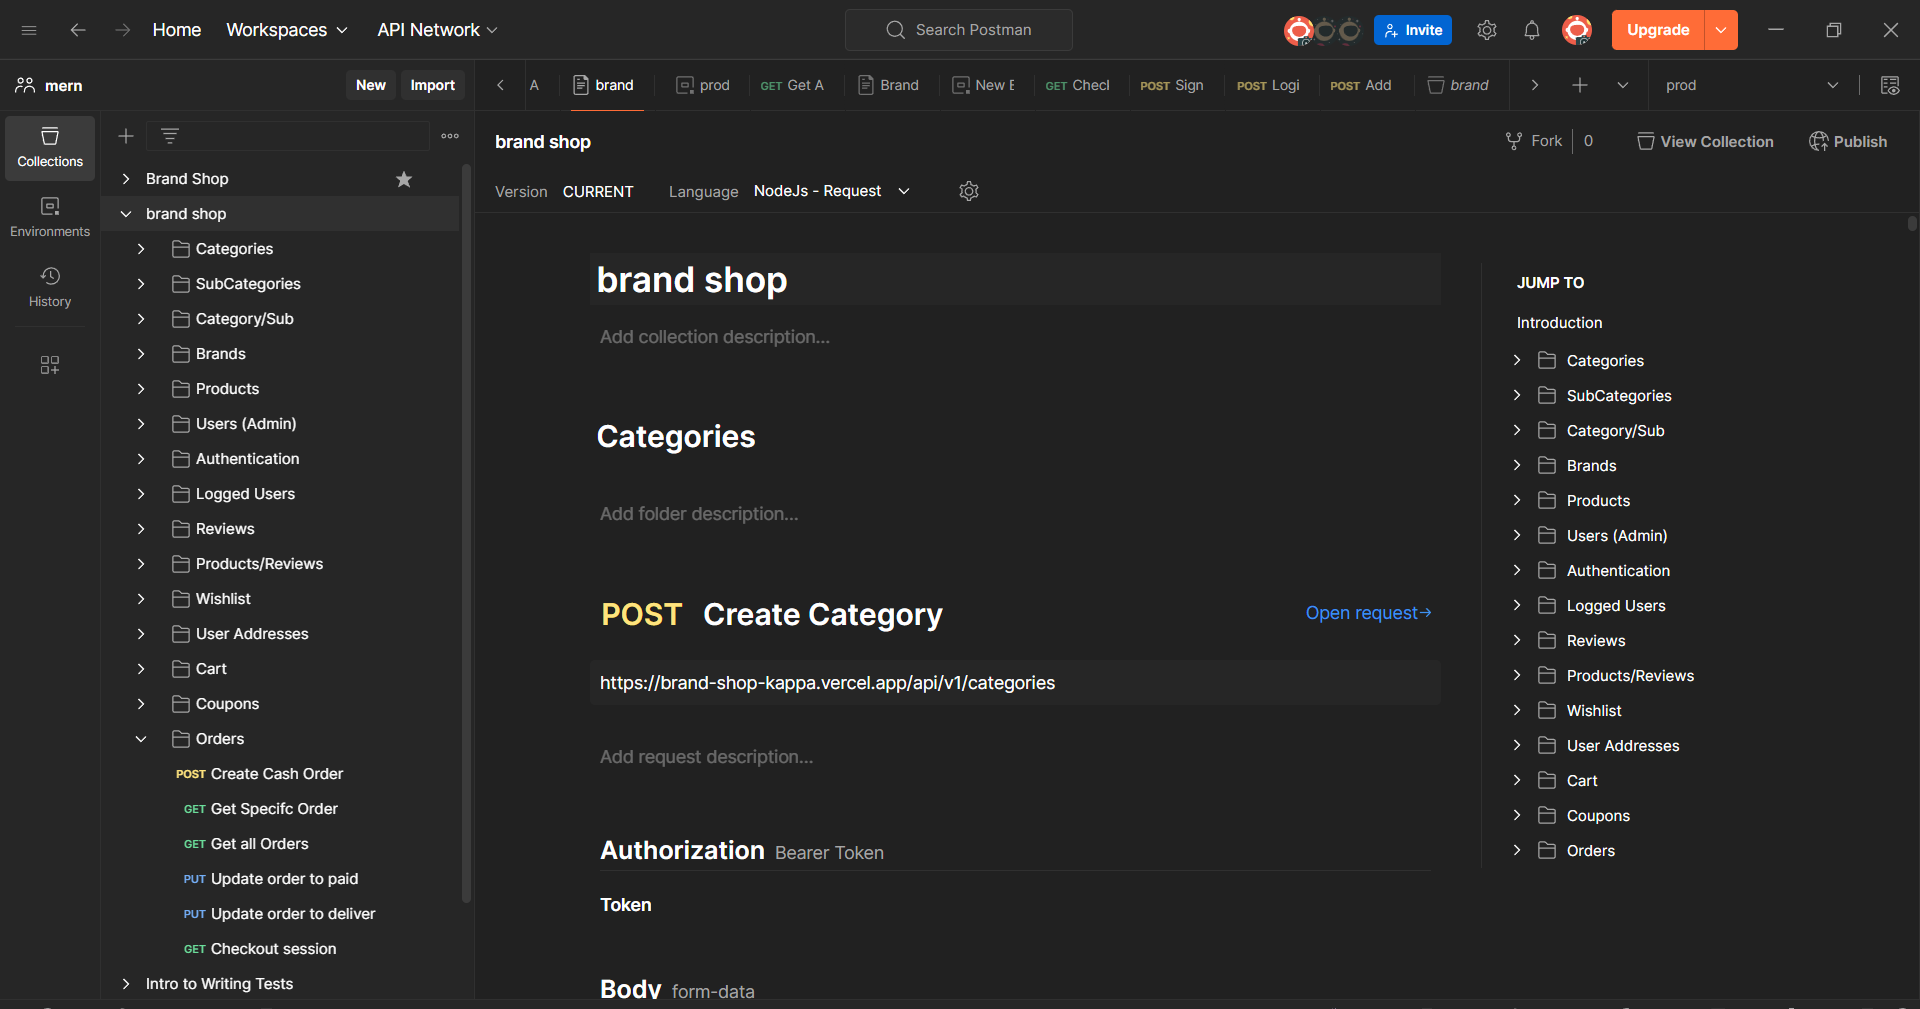 Home
Workspaces
API Network
Search Postman
Invite
Upgrade
mern
New
Import
A
brand
prod
GET Get A
Brand
New E
GET Checl
POST Sign
POST Logi
POST Add
brand
prod
Collections
Environments
History
Brand Shop
brand shop
Categories
SubCategories
Category/Sub
Brands
Products
Users (Admin)
Authentication
Logged Users
Reviews
Products/Reviews
Wishlist
User Addresses
Cart
Coupons
Orders
POST Create Cash Order
GET Get Specifc Order
GET Get all Orders
PUT Update order to paid
PUT Update order to deliver
GET Checkout session
Intro to Writing Tests
brand shop
Fork 0
View Collection
Publish
Version CURRENT
Language NodeJs - Request
brand shop
Add collection description...
Categories
Add folder description...
POST Create Category
Open request→
https://brand-shop-kappa.vercel.app/api/v1/categories
Add request description...
Authorization Bearer Token
Token
Body form-data
JUMP TO
Introduction
Categories
SubCategories
Category/Sub
Brands
Products
Users (Admin)
Authentication
Logged Users
Reviews
Products/Reviews
Wishlist
User Addresses
Cart
Coupons
Orders